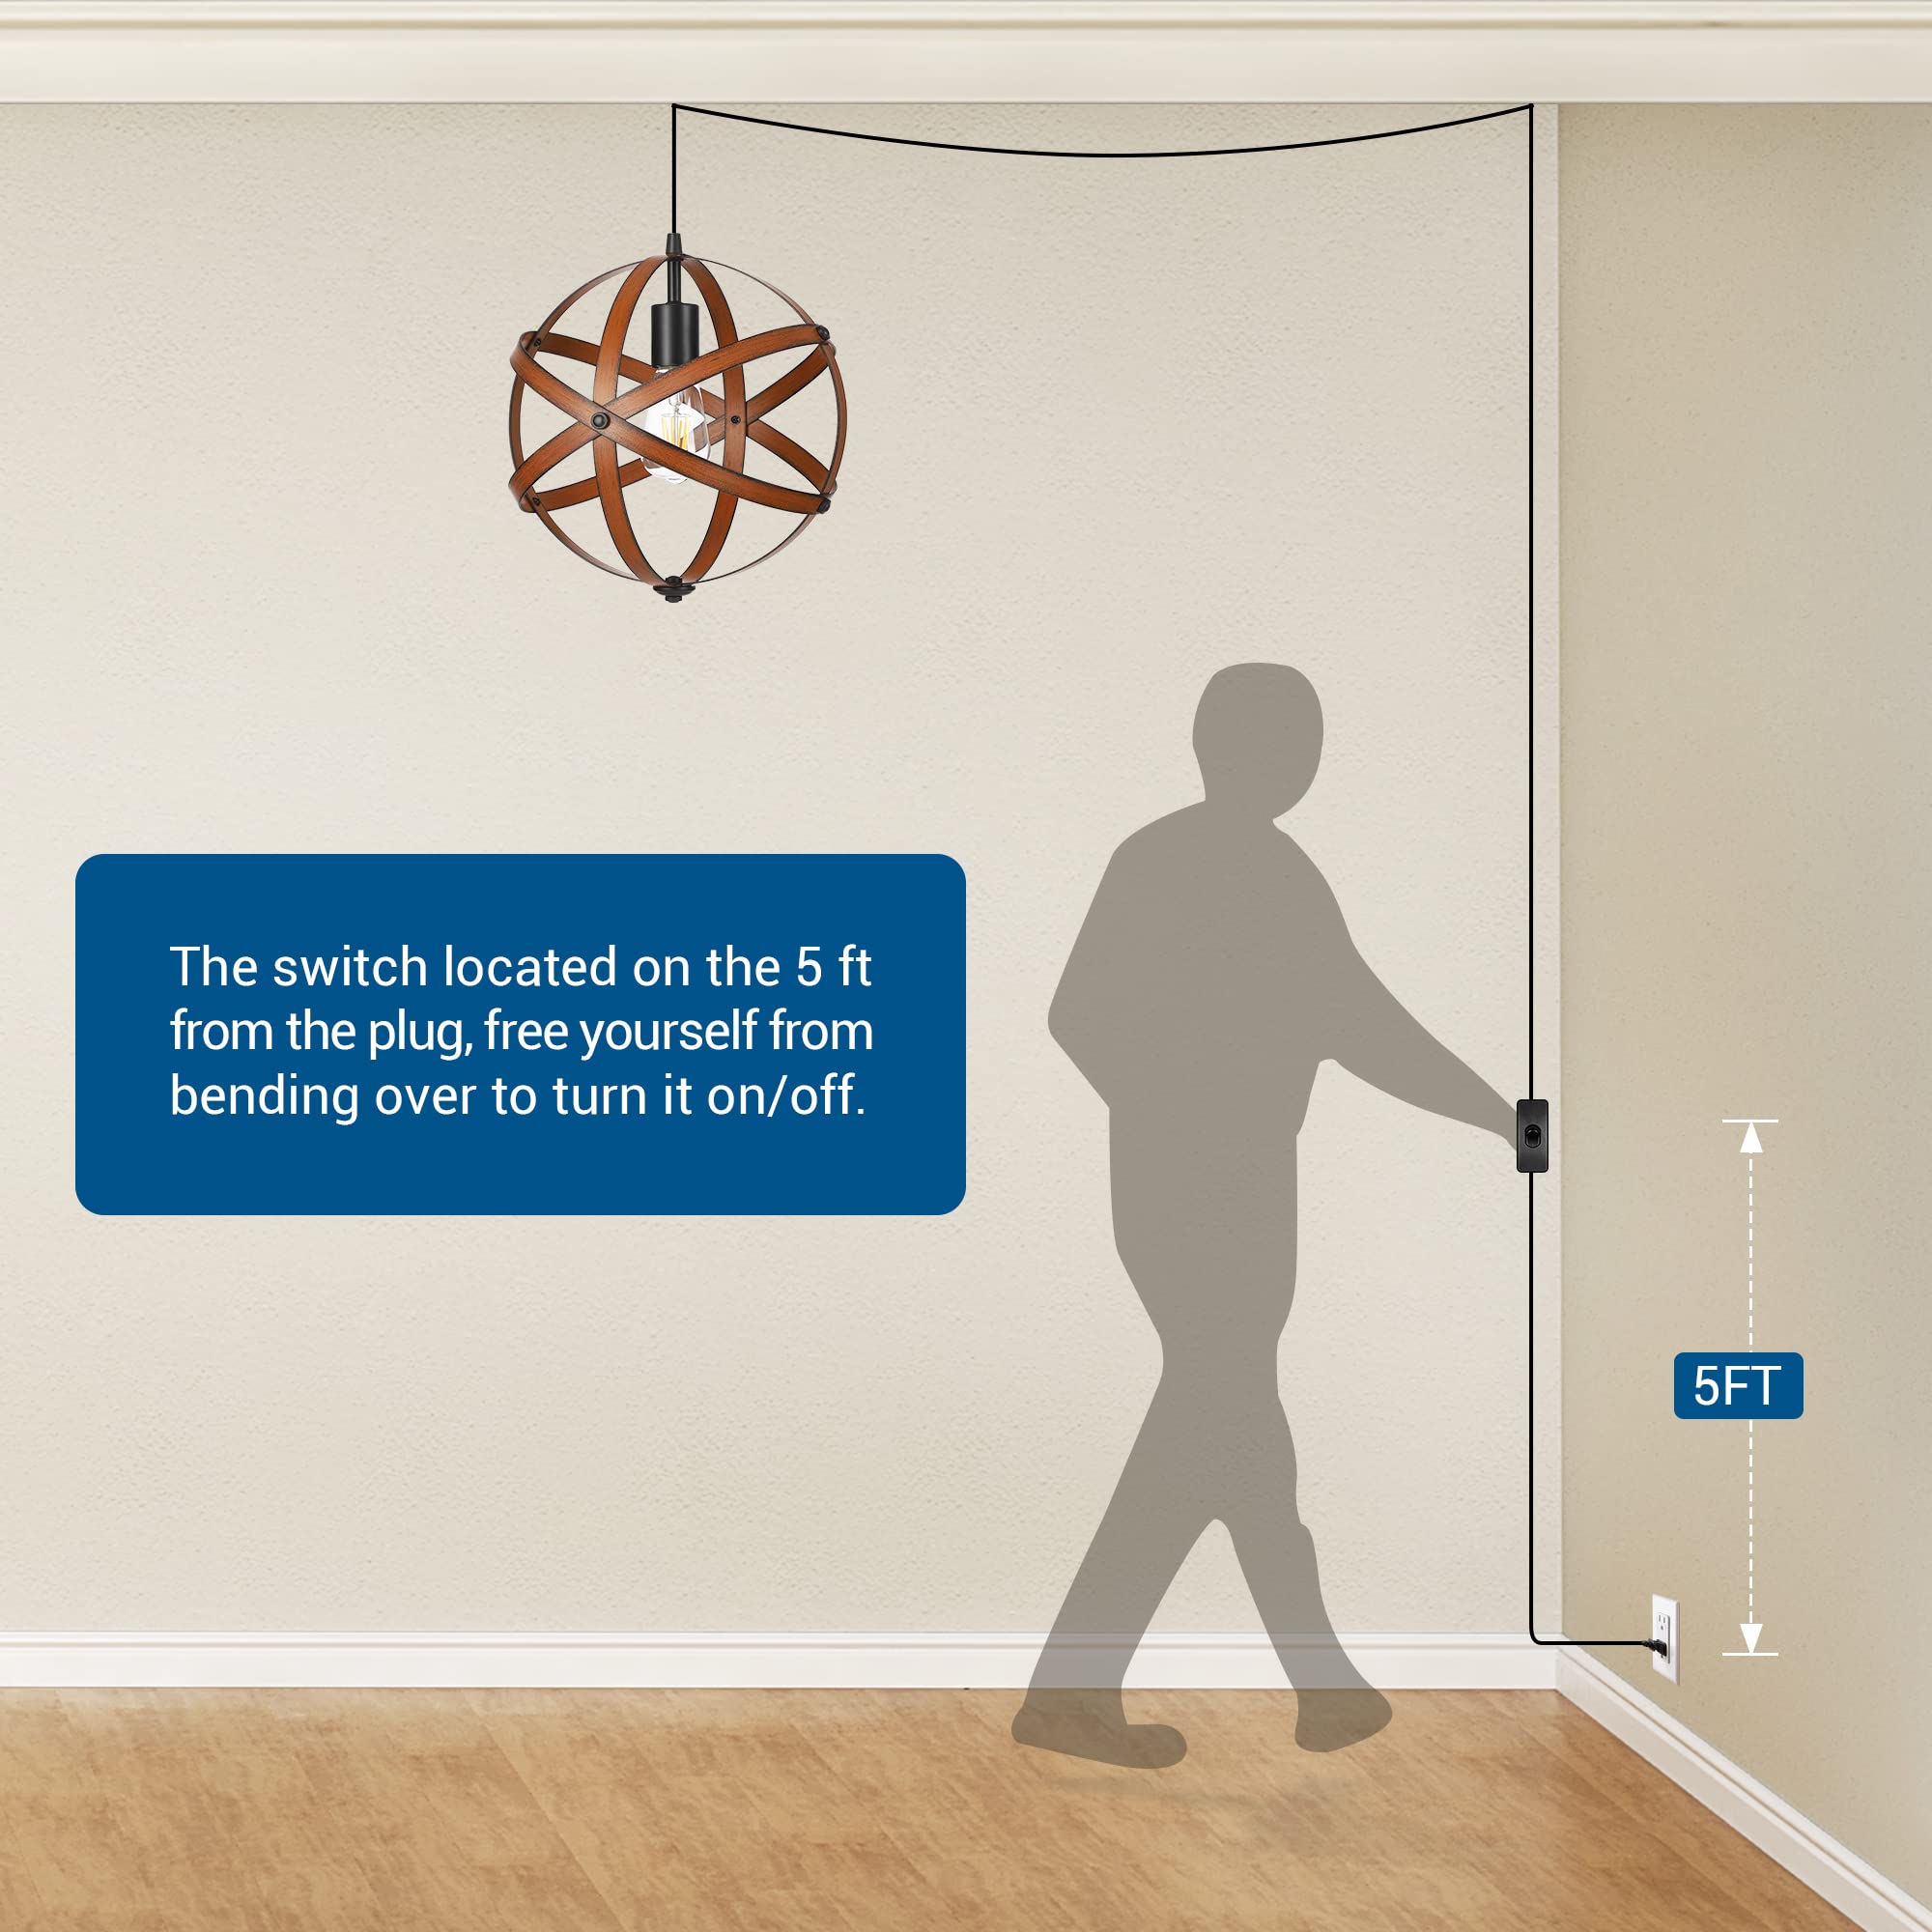 The switch located on the 5 ft
from the plug, free yourself from
bending over to turn it on/off.
5FT